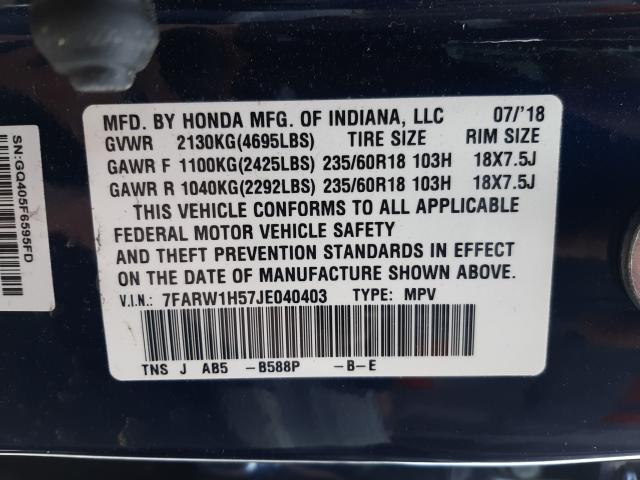 MFD. BY HONDA MFG. OF INDIANA, LLC 07/'18
GVWR 2130KG(4695LBS) TIRE SIZE RIM SIZE
GAWR F 1100KG(2425LBS) 235/60R18 103H 18X7.5J
GAWR R 1040KG(2292LBS) 235/60R18 103H 18X7.5J
THIS VEHICLE CONFORMS TO ALL APPLICABLE
FEDERAL MOTOR VEHICLE SAFETY
AND THEFT PREVENTION STANDARDS IN EFFECT
ON THE DATE OF MANUFACTURE SHOWN ABOVE.
V.I.N.: 7FARW1H57JE040403 TYPE: MPV
TNS J AB5 -B588P -B-E
SN:GQ405F6595FD